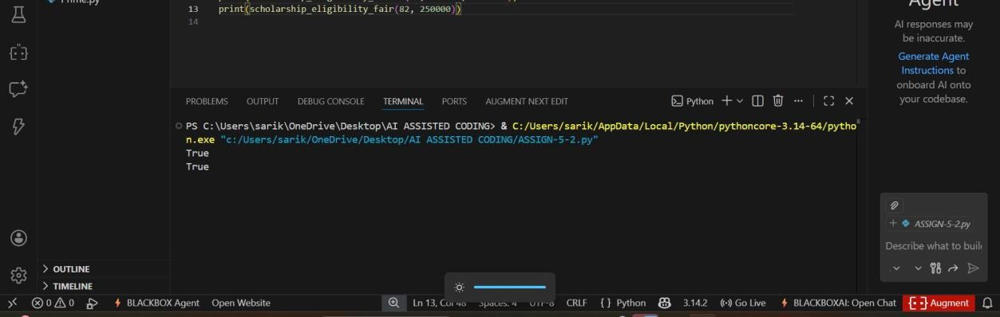 Prime.py
13 print(scholarship_eligibility_fair(82, 250000))
14
PROBLEMS OUTPUT DEBUG CONSOLE TERMINAL PORTS AUGMENT NEXT EDIT
Python
PS C:\Users\sarik\OneDrive\Desktop\AI ASSISTED CODING> & C:/Users/sarik/AppData/Local/Python/pythoncore-3.14-64/pytho
n.exe "c:/Users/sarik/OneDrive/Desktop/AI ASSISTED CODING/ASSIGN-5-2.py"
True
True
OUTLINE
TIMELINE
Agent
AI responses may
be inaccurate.
Generate Agent
Instructions to
onboard AI onto
your codebase.
ASSIGN-5-2.py
Describe what to buil
0 0 BLACKBOX Agent Open Website Ln 13, Col 48 Spaces: 4 UTF-8 CRLF {} Python 3.14.2 Go Live BLACKBOXAI: Open Chat Augment